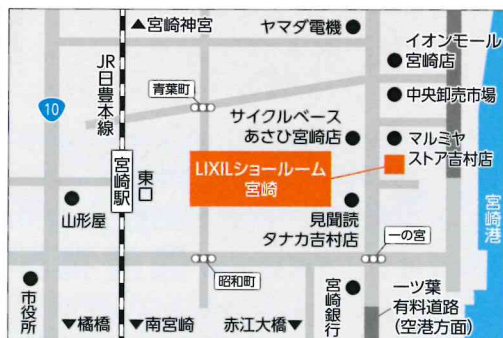 ▲宮崎神宮
ヤマダ電機
イオンモール
宮崎店
JR日豊本線
青葉町
中央卸売市場
10
サイクルベース
あさひ宮崎店
マルミヤ
ストア吉村店
LIXILショールーム
宮崎
宮崎駅
東口
山形屋
見聞読
タナカ吉村店
一の宮
宮崎港
昭和町
市役所
▼橘橋
▼南宮崎
赤江大橋▼
宮崎銀行
一ツ葉
有料道路
(空港方面)